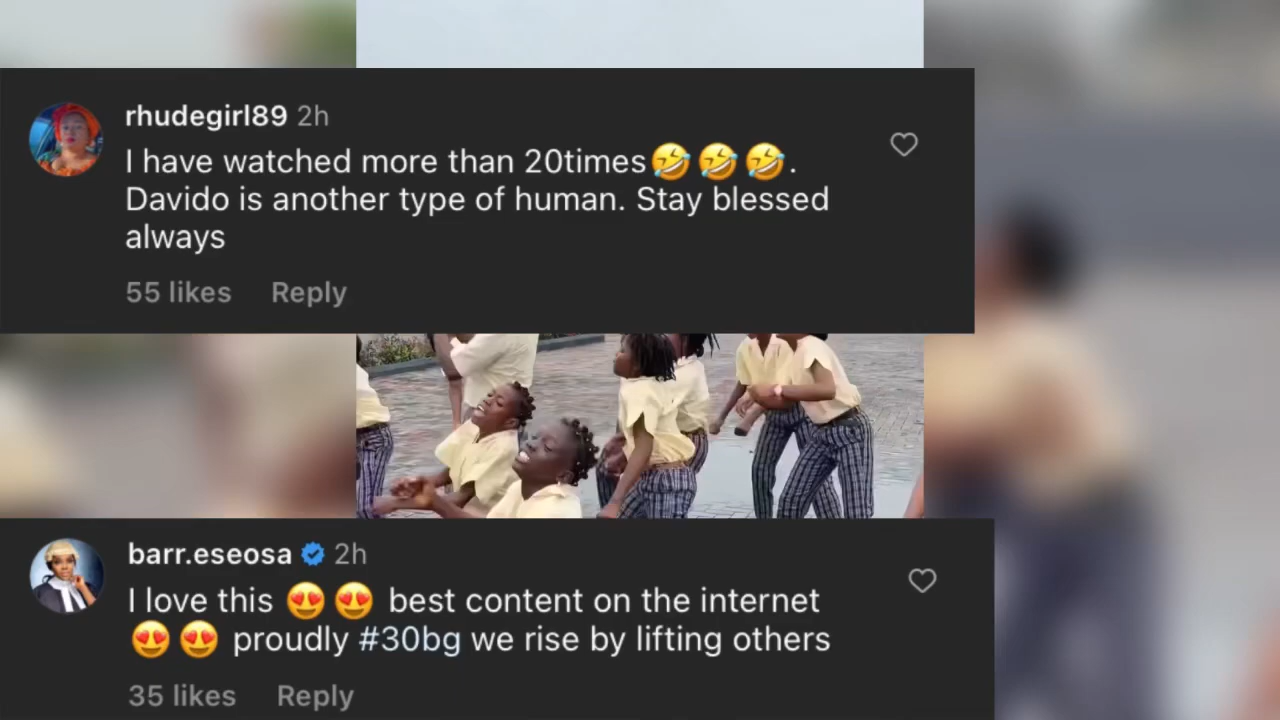 rhudegirl89 2h
I have watched more than 20times🤣🤣🤣.
Davido is another type of human. Stay blessed
always
55 likes Reply
barr.eseosa 2h
I love this 😍😍 best content on the internet
😍😍 proudly #30bg we rise by lifting others
35 likes Reply